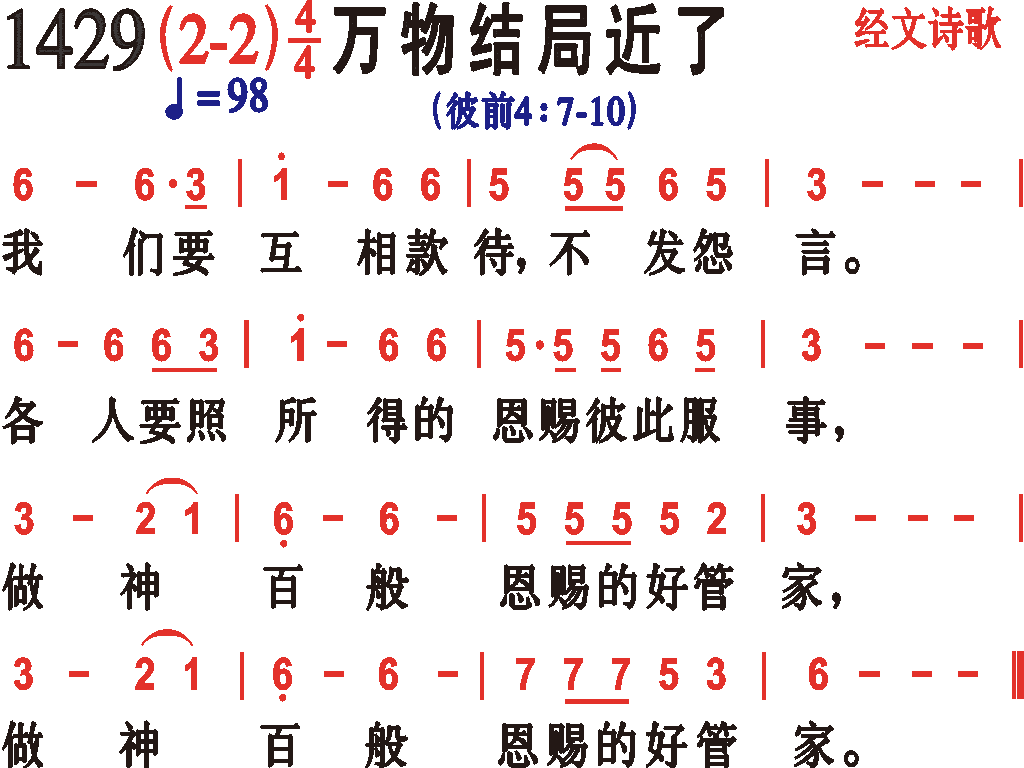 1429 (2-2) 4/4 万物结局近了 经文诗歌
♩=98 (彼前4:7-10)
6 - 6·3 | 1̇ - 6 6 | 5 5 5 6 5 | 3 - - - |
我 们要 互 相款 待，不 发怨 言。
6 - 6 6 3 | 1̇ - 6 6 | 5·5 5 6 5 | 3 - - - |
各 人要照 所 得的 恩赐彼此服 事，
3 - 2 1 | 6̣ - 6 - | 5 5 5 5 2 | 3 - - - |
做 神 百 般 恩赐的好管 家，
3 - 2 1 | 6̣ - 6 - | 7 7 7 5 3 | 6 - - - ‖
做 神 百 般 恩赐的好管 家。